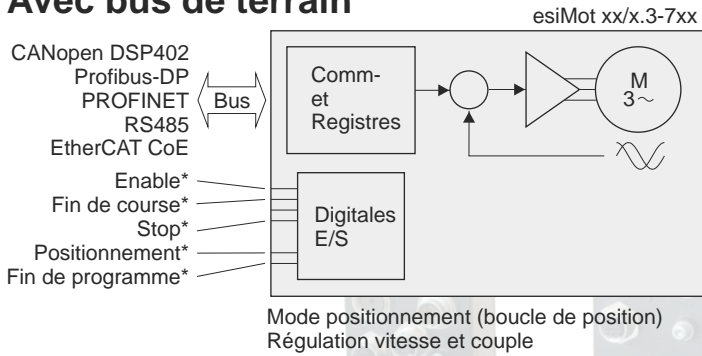 Avec bus de terrain
esiMot xx/x.3-7xx
CANopen DSP402
Profibus-DP
PROFINET
RS485
EtherCAT CoE
Bus
Comm-
et
Registres
M
3~
Enable*
Fin de course*
Stop*
Positionnement*
Fin de programme*
Digitales
E/S
Mode positionnement (boucle de position)
Régulation vitesse et couple